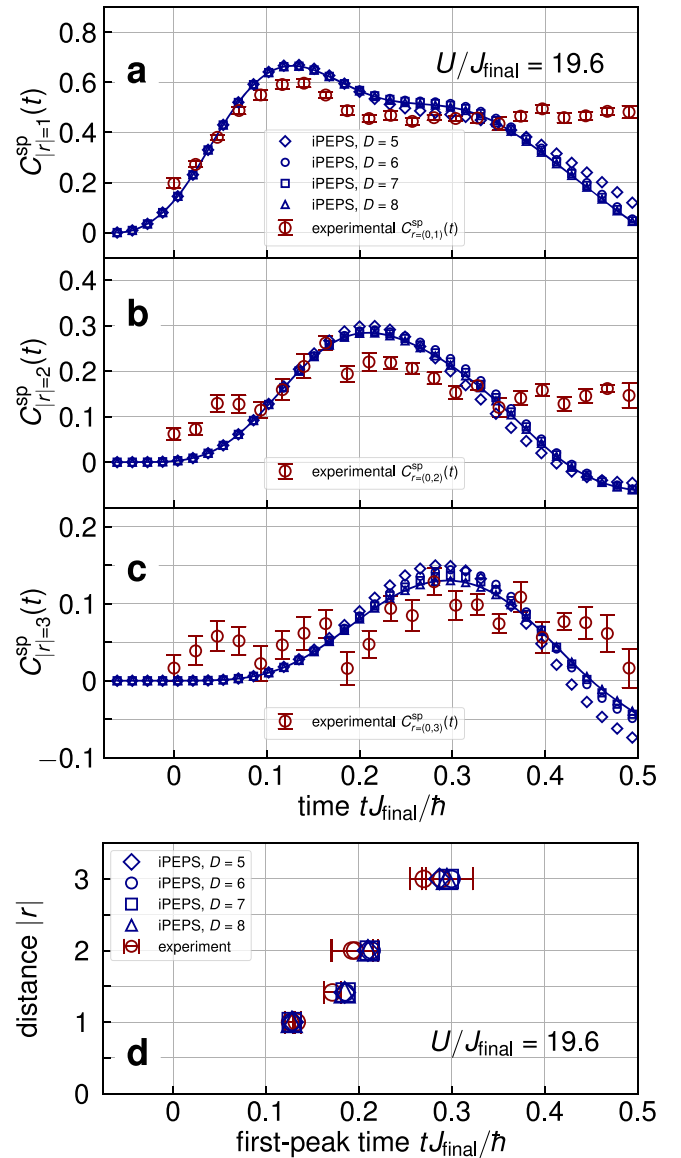 0.8
0.6
0.4
0.2
0
C^sp_|r|=1(t)
a
U/J_final = 19.6
iPEPS, D = 5
iPEPS, D = 6
iPEPS, D = 7
iPEPS, D = 8
experimental C^sp_r=(0,1)(t)
0.4
0.3
0.2
0.1
0
C^sp_|r|=2(t)
b
experimental C^sp_r=(0,2)(t)
0.2
0.1
0
−0.1
C^sp_|r|=3(t)
c
experimental C^sp_r=(0,3)(t)
0 0.1 0.2 0.3 0.4 0.5
time tJ_final/ℏ
3
2
1
0
distance |r|
iPEPS, D = 5
iPEPS, D = 6
iPEPS, D = 7
iPEPS, D = 8
experiment
d
U/J_final = 19.6
0 0.1 0.2 0.3 0.4 0.5
first-peak time tJ_final/ℏ